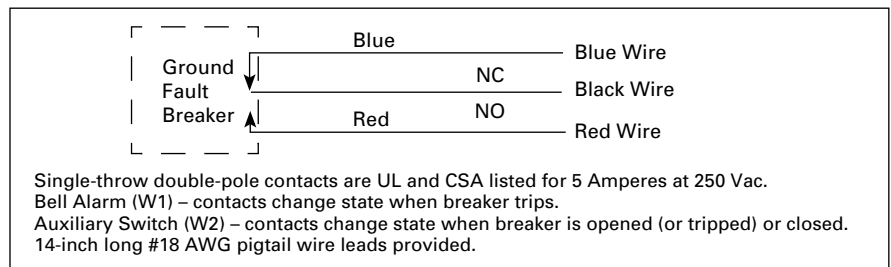 Blue
Blue Wire
Ground
Fault
Breaker
NC
Black Wire
NO
Red
Red Wire
Single-throw double-pole contacts are UL and CSA listed for 5 Amperes at 250 Vac.
Bell Alarm (W1) – contacts change state when breaker trips.
Auxiliary Switch (W2) – contacts change state when breaker is opened (or tripped) or closed.
14-inch long #18 AWG pigtail wire leads provided.